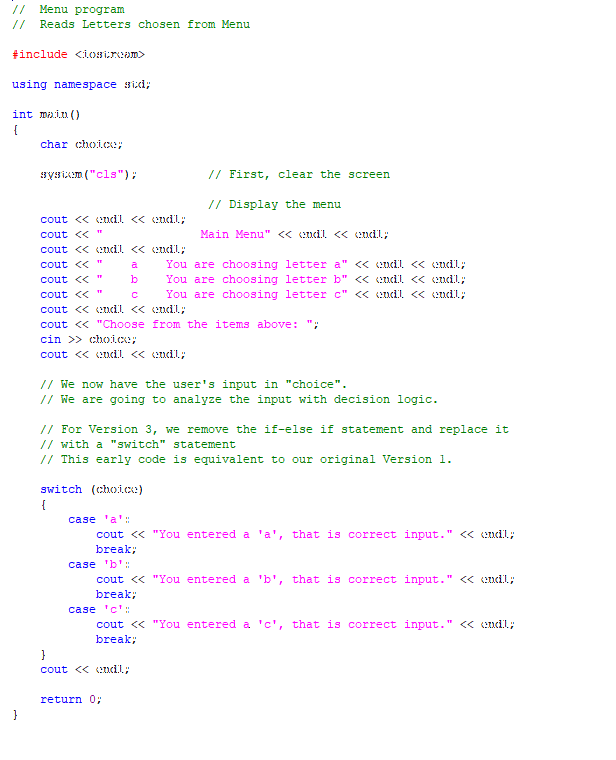 //  Menu program
//  Reads Letters chosen from Menu
#include <iostream>
using namespace std;
int main()
{
    char choice;
    system("cls");          // First, clear the screen
                            // Display the menu
    cout << endl << endl;
    cout << "              Main Menu" << endl << endl;
    cout << endl << endl;
    cout << "    a    You are choosing letter a" << endl << endl;
    cout << "    b    You are choosing letter b" << endl << endl;
    cout << "    c    You are choosing letter c" << endl << endl;
    cout << endl << endl;
    cout << "Choose from the items above: ";
    cin >> choice;
    cout << endl << endl;
    // We now have the user's input in "choice".
    // We are going to analyze the input with decision logic.
    // For Version 3, we remove the if-else if statement and replace it
    // with a "switch" statement
    // This early code is equivalent to our original Version 1.
    switch (choice)
    {
        case 'a':
            cout << "You entered a 'a', that is correct input." << endl;
            break;
        case 'b':
            cout << "You entered a 'b', that is correct input." << endl;
            break;
        case 'c':
            cout << "You entered a 'c', that is correct input." << endl;
            break;
    }
    cout << endl;
    return 0;
}